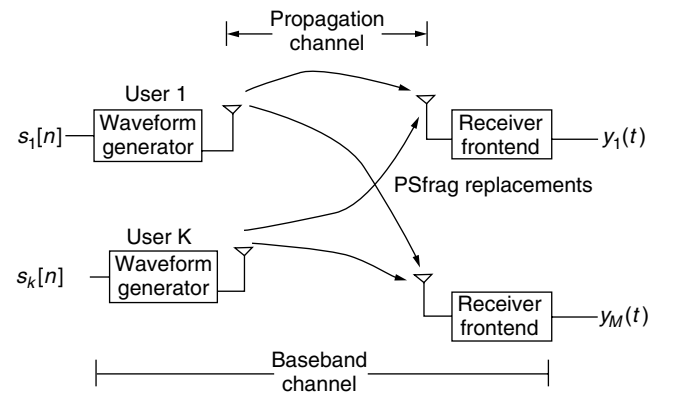 Propagation
channel
User 1
s1[n]
Waveform
generator
Receiver
frontend
y1(t)
PSfrag replacements
User K
sk[n]
Waveform
generator
Receiver
frontend
yM(t)
Baseband
channel